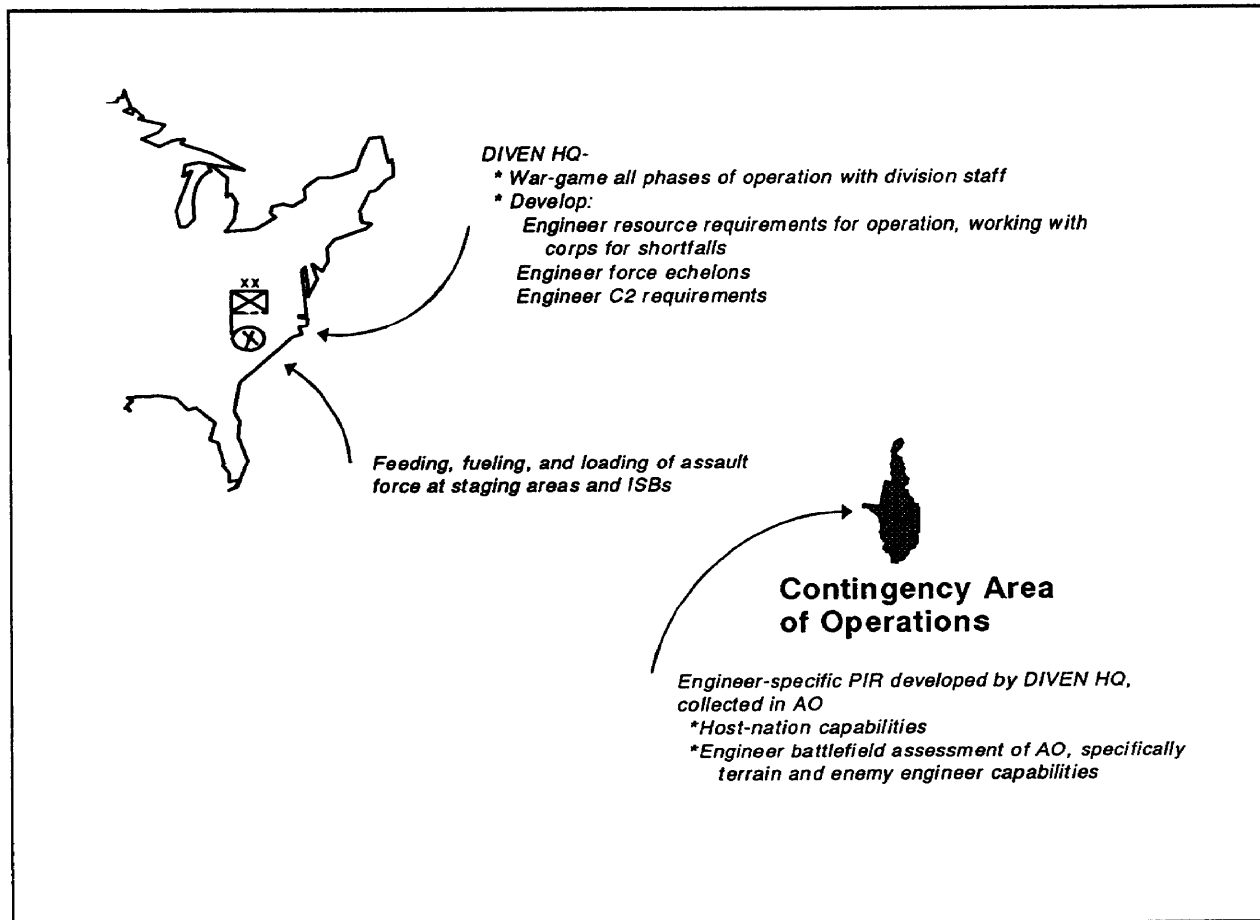 DIVEN HQ-
* War-game all phases of operation with division staff
* Develop:
Engineer resource requirements for operation, working with
corps for shortfalls
Engineer force echelons
Engineer C2 requirements
xx
Feeding, fueling, and loading of assault
force at staging areas and ISBs
Contingency Area
of Operations
Engineer-specific PIR developed by DIVEN HQ,
collected in AO
*Host-nation capabilities
*Engineer battlefield assessment of AO, specifically
terrain and enemy engineer capabilities